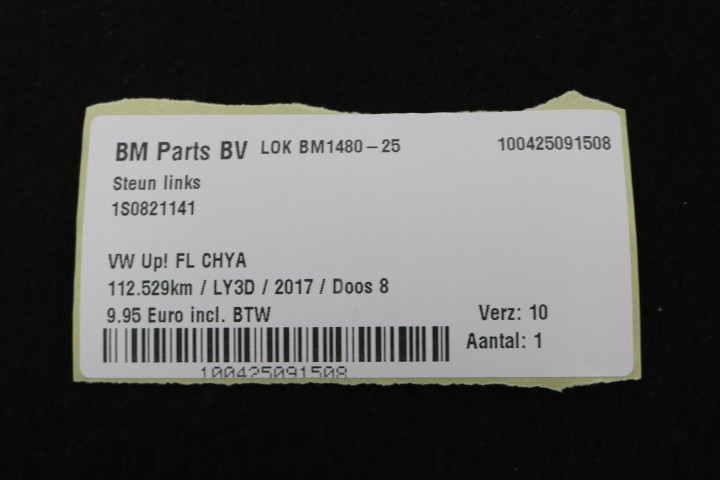 BM Parts BV LOK BM1480-25 100425091508
Steun links
1S0821141
VW Up! FL CHYA
112.529km / LY3D / 2017 / Doos 8
9.95 Euro incl. BTW Verz: 10
Aantal: 1
100425091508